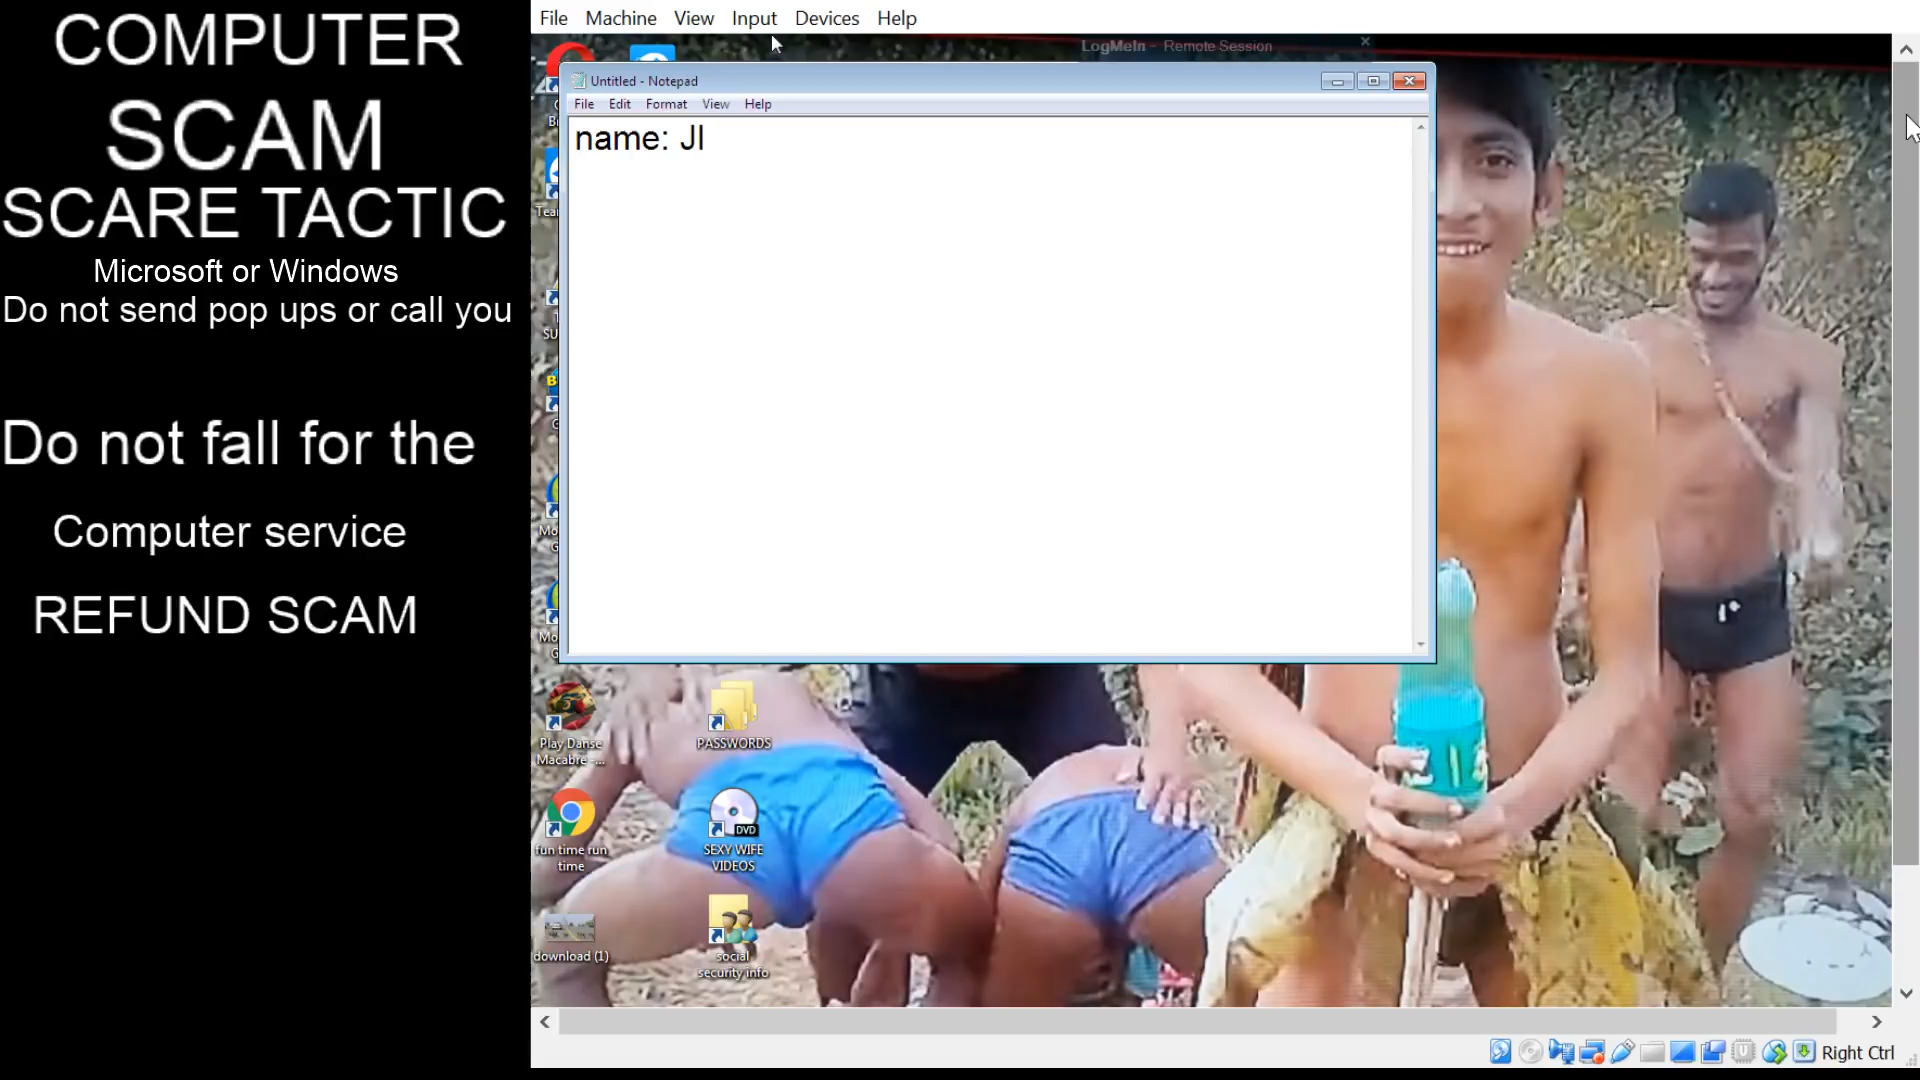 COMPUTER
SCAM
SCARE TACTIC
Microsoft or Windows
Do not send pop ups or call you
Do not fall for the
Computer service
REFUND SCAM
File Machine View Input Devices Help
LogMeIn - Remote Session
Untitled - Notepad
File Edit Format View Help
name: Jl
Play Danse
Macabre -...
PASSWORDS
fun time run
time
SEXY WIFE
VIDEOS
DVD
download (1)
social
security info
Right Ctrl